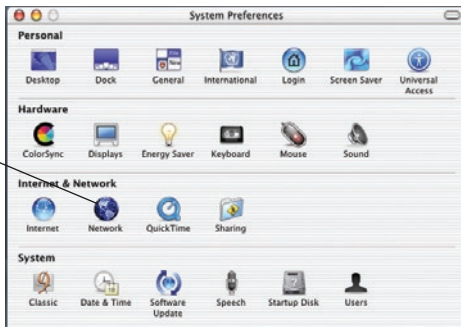 System Preferences
Personal
Desktop Dock General International Login Screen Saver Universal
Access
Hardware
ColorSync Displays Energy Saver Keyboard Mouse Sound
Internet & Network
Internet Network QuickTime Sharing
System
Classic Date & Time Software Speech Startup Disk Users
Update